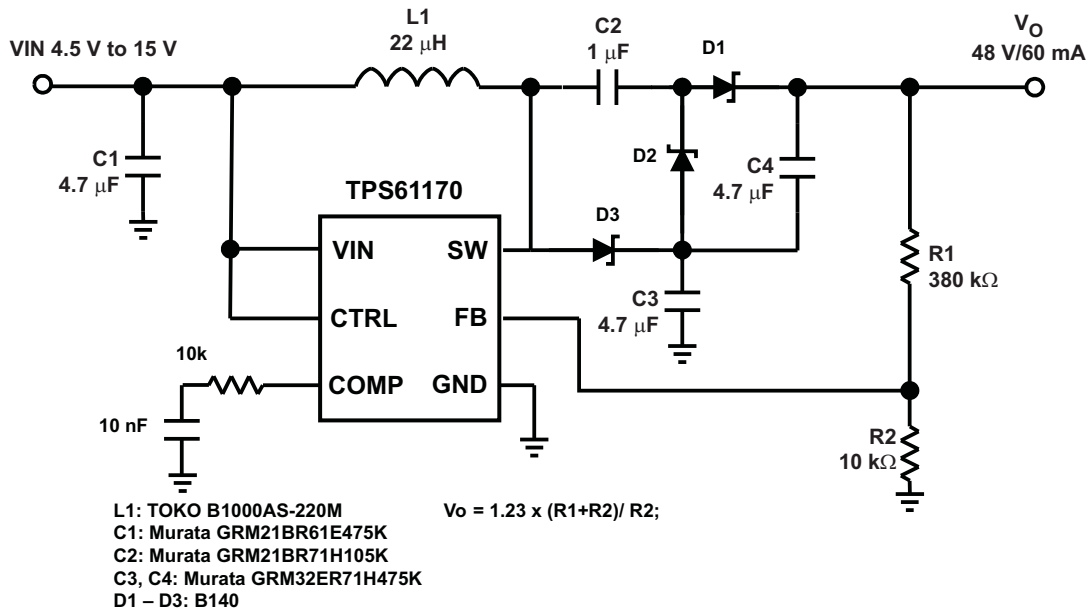 L1
22 μH
C2
1 μF
D1
VO
48 V/60 mA
VIN 4.5 V to 15 V
C1
4.7 μF
D2
C4
4.7 μF
TPS61170
D3
VIN
SW
R1
380 kΩ
C3
4.7 μF
CTRL
FB
10k
COMP
GND
10 nF
R2
10 kΩ
L1: TOKO B1000AS-220M
Vo = 1.23 x (R1+R2)/ R2;
C1: Murata GRM21BR61E475K
C2: Murata GRM21BR71H105K
C3, C4: Murata GRM32ER71H475K
D1 – D3: B140